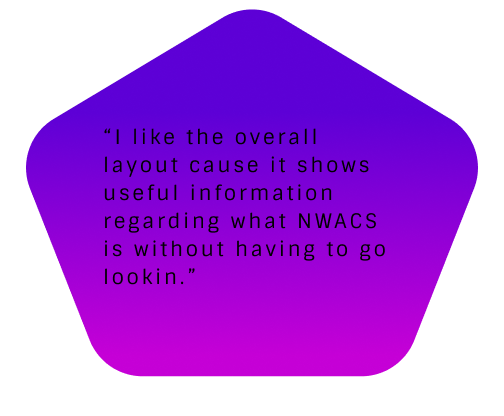 “I like the overall
layout cause it shows
useful information
regarding what NWACS
is without having to go
lookin.”